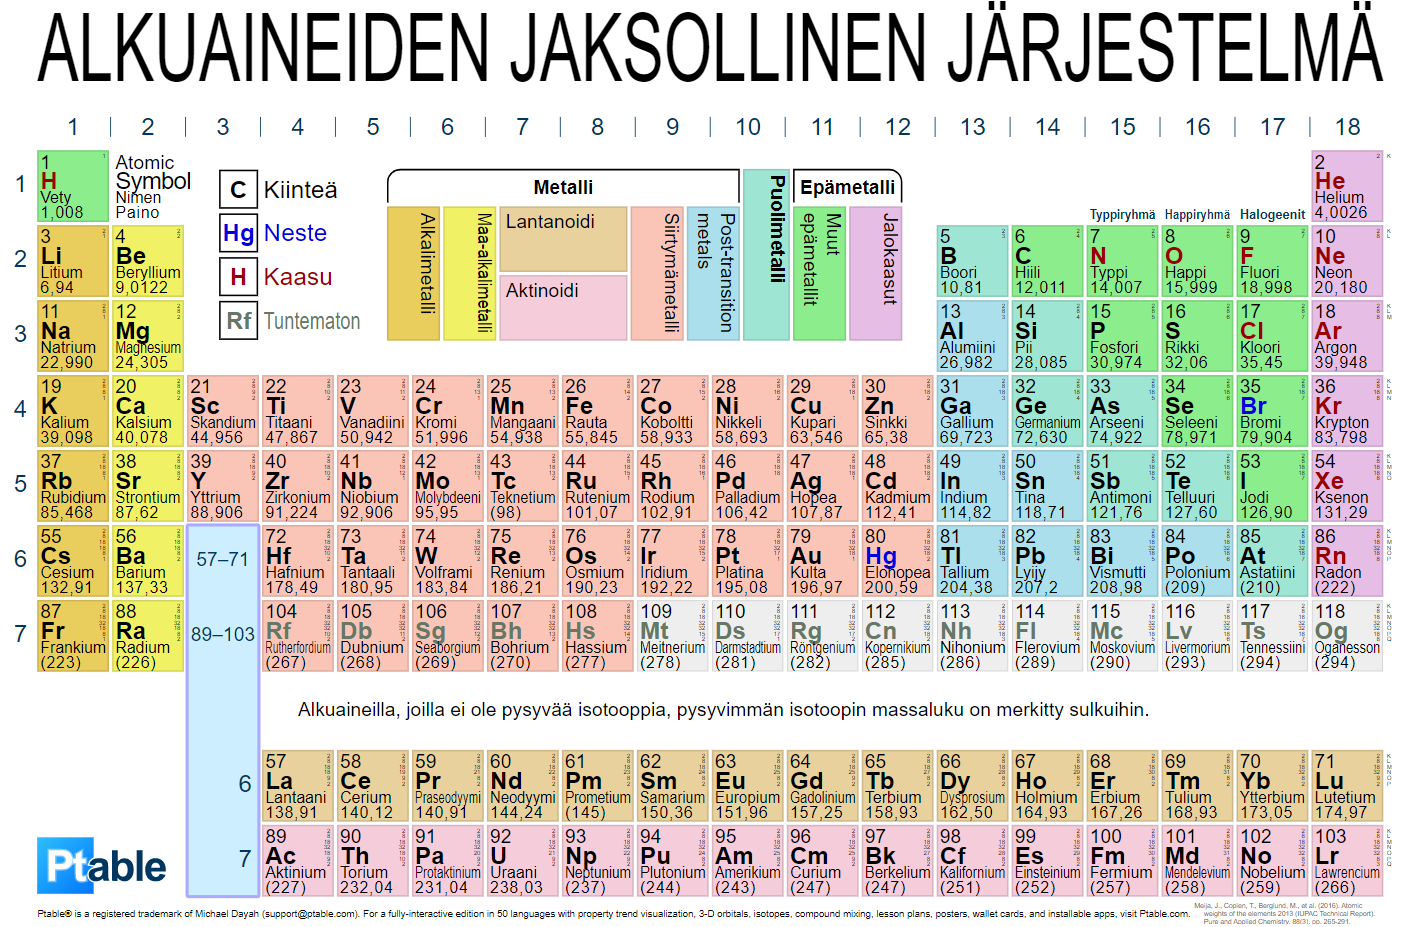 ALKUAINEIDEN JAKSOLLINEN JÄRJESTELMÄ
1 2 3 4 5 6 7 8 9 10 11 12 13 14 15 16 17 18
1
1
H
Vety
1,008
Atomic
Symbol
Nimen
Paino
C Kiinteä
Hg Neste
H Kaasu
Rf Tuntematon
Metalli
Puolimetalli
Epämetalli
Alkalimetalli
Maa-alkalimetalli
Lantanoidi
Aktinoidi
Siirtymämetalli
Post-transition metals
Muut epämetallit
Jalokaasut
Typpiryhmä Happiryhmä Halogeenit
2
He
Helium
4,0026
2
3 4 5 6 7 8 9 10
Li Be B C N O F Ne
Litium Beryllium Boori Hiili Typpi Happi Fluori Neon
6,94 9,0122 10,81 12,011 14,007 15,999 18,998 20,180
3
11 12 13 14 15 16 17 18
Na Mg Al Si P S Cl Ar
Natrium Magnesium Alumiini Pii Fosfori Rikki Kloori Argon
22,990 24,305 26,982 28,085 30,974 32,06 35,45 39,948
4
19 20 21 22 23 24 25 26 27 28 29 30 31 32 33 34 35 36
K Ca Sc Ti V Cr Mn Fe Co Ni Cu Zn Ga Ge As Se Br Kr
Kalium Kalsium Skandium Titaani Vanadiini Kromi Mangaani Rauta Koboltti Nikkeli Kupari Sinkki Gallium Germanium Arseeni Seleeni Bromi Krypton
39,098 40,078 44,956 47,867 50,942 51,996 54,938 55,845 58,933 58,693 63,546 65,38 69,723 72,630 74,922 78,971 79,904 83,798
5
37 38 39 40 41 42 43 44 45 46 47 48 49 50 51 52 53 54
Rb Sr Y Zr Nb Mo Tc Ru Rh Pd Ag Cd In Sn Sb Te I Xe
Rubidium Strontium Yttrium Zirkonium Niobium Molybdeeni Teknetium Rutenium Rodium Palladium Hopea Kadmium Indium Tina Antimoni Telluuri Jodi Ksenon
85,468 87,62 88,906 91,224 92,906 95,95 (98) 101,07 102,91 106,42 107,87 112,41 114,82 118,71 121,76 127,60 126,90 131,29
6
55 56 57–71 72 73 74 75 76 77 78 79 80 81 82 83 84 85 86
Cs Ba Hf Ta W Re Os Ir Pt Au Hg Tl Pb Bi Po At Rn
Cesium Barium Hafnium Tantaali Volframi Renium Osmium Iridium Platina Kulta Elohopea Tallium Lyijy Vismutti Polonium Astatiini Radon
132,91 137,33 178,49 180,95 183,84 186,21 190,23 192,22 195,08 196,97 200,59 204,38 207,2 208,98 (209) (210) (222)
7
87 88 89–103 104 105 106 107 108 109 110 111 112 113 114 115 116 117 118
Fr Ra Rf Db Sg Bh Hs Mt Ds Rg Cn Nh Fl Mc Lv Ts Og
Frankium Radium Rutherfordium Dubnium Seaborgium Bohrium Hassium Meitnerium Darmstadtium Röntgenium Kopernikium Nihonium Flerovium Moskovium Livermorium Tennessiini Oganesson
(223) (226) (267) (268) (269) (270) (277) (278) (281) (282) (285) (286) (289) (290) (293) (294) (294)
Alkuaineilla, joilla ei ole pysyvää isotooppia, pysyvimmän isotoopin massaluku on merkitty sulkuihin.
6
57 58 59 60 61 62 63 64 65 66 67 68 69 70 71
La Ce Pr Nd Pm Sm Eu Gd Tb Dy Ho Er Tm Yb Lu
Lantaani Cerium Praseodyymi Neodyymi Prometium Samarium Europium Gadolinium Terbium Dysprosium Holmium Erbium Tulium Ytterbium Lutetium
138,91 140,12 140,91 144,24 (145) 150,36 151,96 157,25 158,93 162,50 164,93 167,26 168,93 173,05 174,97
7
89 90 91 92 93 94 95 96 97 98 99 100 101 102 103
Ac Th Pa U Np Pu Am Cm Bk Cf Es Fm Md No Lr
Aktinium Torium Protaktinium Uraani Neptunium Plutonium Amerikium Curium Berkelium Kalifornium Einsteinium Fermium Mendelevium Nobelium Lawrencium
(227) 232,04 231,04 238,03 (237) (244) (243) (247) (247) (251) (252) (257) (258) (259) (266)
Ptable
Ptable® is a registered trademark of Michael Dayah (support@ptable.com). For a fully-interactive edition in 50 languages with property trend visualization, 3-D orbitals, isotopes, compound mixing, lesson plans, posters, wallet cards, and installable apps, visit Ptable.com.
Meija, J., Coplen, T., Berglund, M., et al. (2016). Atomic
weights of the elements 2013 (IUPAC Technical Report).
Pure and Applied Chemistry, 88(3), pp. 265-291.